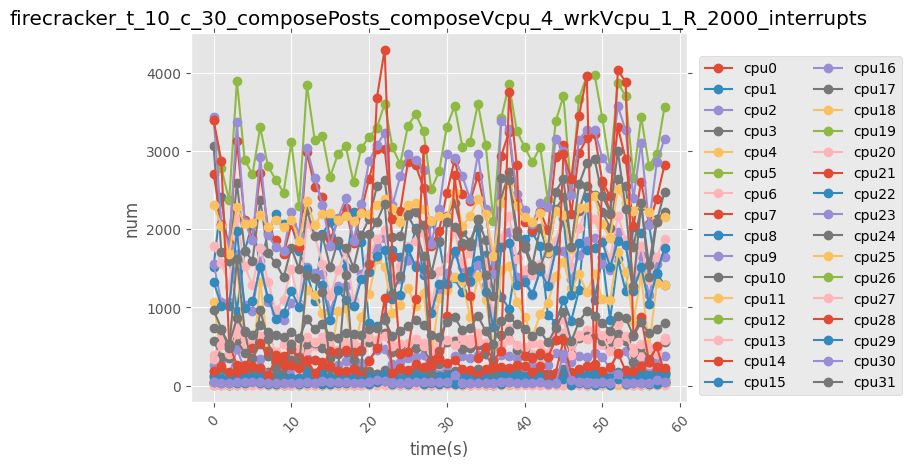 firecracker_t_10_c_30_composePosts_composeVcpu_4_wrkVcpu_1_R_2000_interrupts
num
4000
3000
2000
1000
0
0
10
20
30
40
50
60
time(s)
cpu0
cpu1
cpu2
cpu3
cpu4
cpu5
cpu6
cpu7
cpu8
cpu9
cpu10
cpu11
cpu12
cpu13
cpu14
cpu15
cpu16
cpu17
cpu18
cpu19
cpu20
cpu21
cpu22
cpu23
cpu24
cpu25
cpu26
cpu27
cpu28
cpu29
cpu30
cpu31